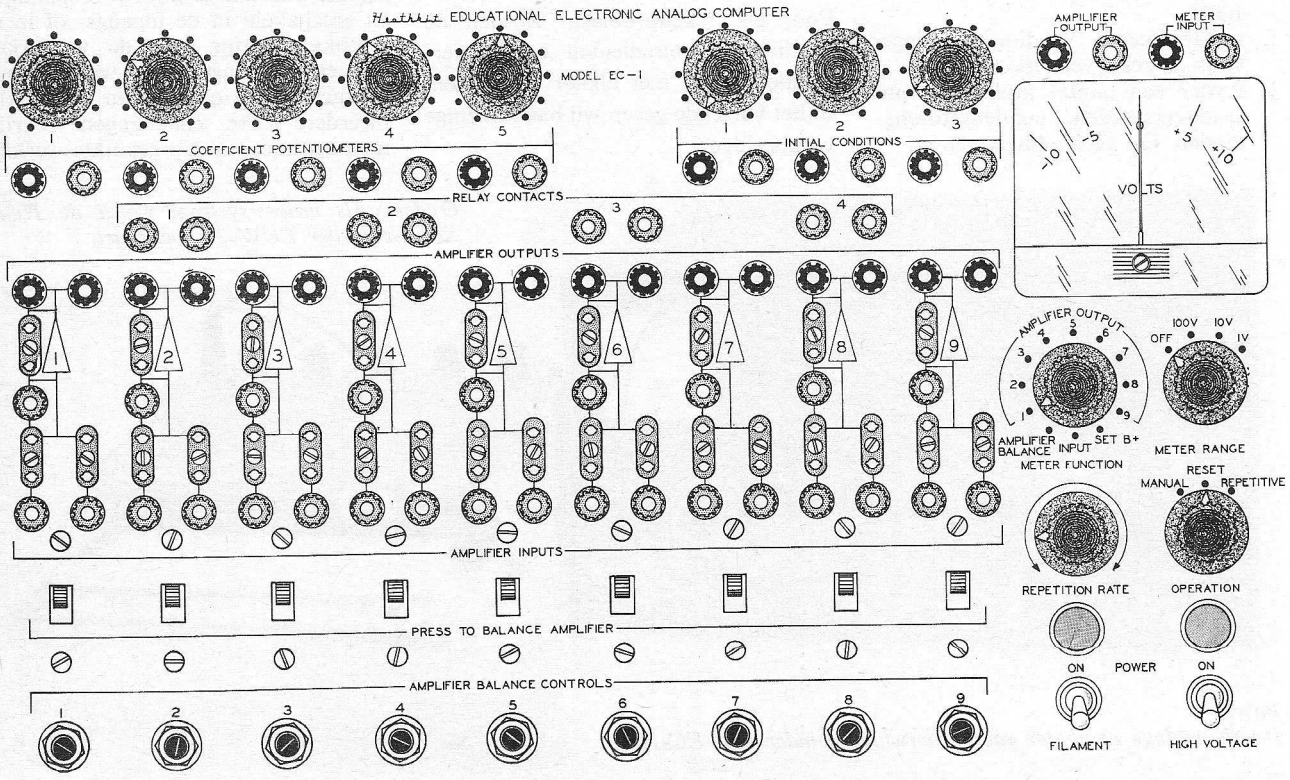 Heathkit EDUCATIONAL ELECTRONIC ANALOG COMPUTER
MODEL EC-1
1 2 3 4 5
COEFFICIENT POTENTIOMETERS
1 2 3
INITIAL CONDITIONS
AMPILIFIER OUTPUT
METER INPUT
-10 -5 +5 +10
VOLTS
RELAY CONTACTS
1 2 3 4
AMPLIFIER OUTPUTS
1 2 3 4 5 6 7 8 9
AMPLIFIER INPUTS
PRESS TO BALANCE AMPLIFIER
AMPLIFIER BALANCE CONTROLS
1 2 3 4 5 6 7 8 9
AMPLIFIER OUTPUT
1 2 3 4 5 6 7 8 9
AMPLIFIER BALANCE
INPUT
SET B+
METER FUNCTION
OFF 100V 10V 1V
METER RANGE
REPETITION RATE
MANUAL RESET REPETITIVE
OPERATION
ON POWER ON
FILAMENT
HIGH VOLTAGE